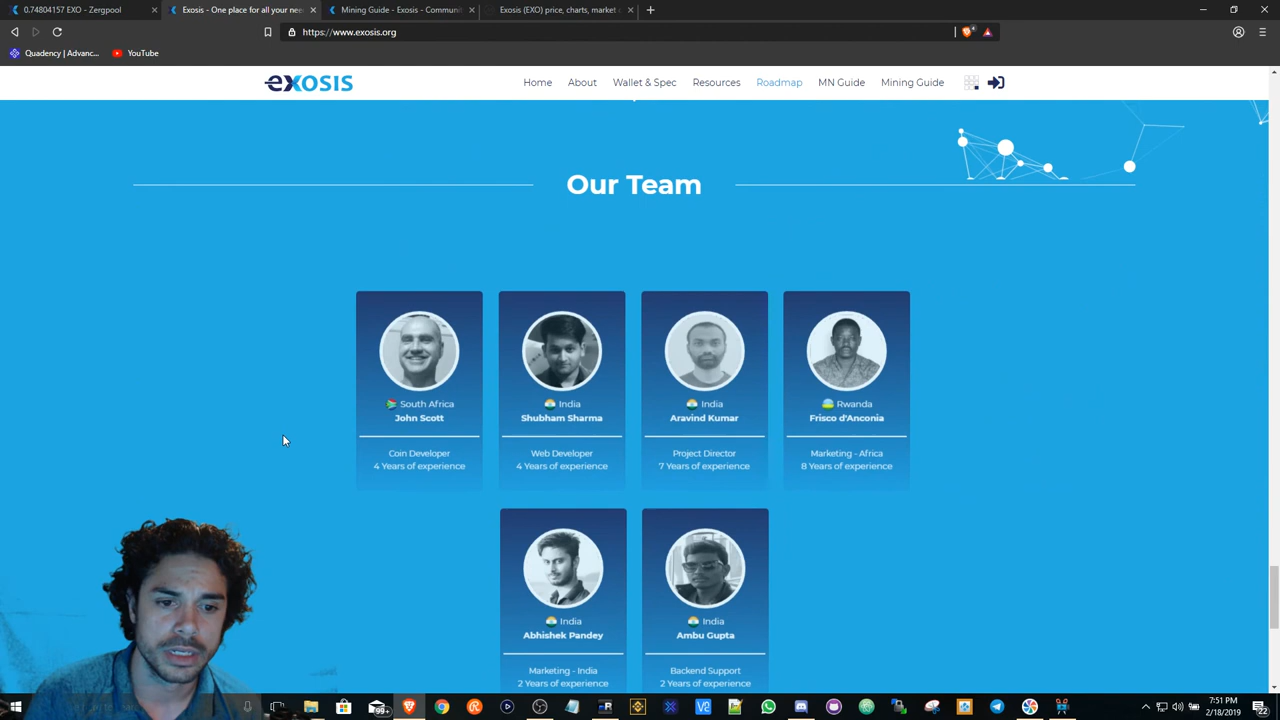 0.74804157 EXO - Zergpool
Exosis - One place for all your nee
Mining Guide - Exosis - Communit
Exosis (EXO) price, charts, market c
https://www.exosis.org
Quadency | Advanc...
YouTube
exosis
Home
About
Wallet & Spec
Resources
Roadmap
MN Guide
Mining Guide
Our Team
South Africa
John Scott
Coin Developer
4 Years of experience
India
Shubham Sharma
Web Developer
4 Years of experience
India
Aravind Kumar
Project Director
7 Years of experience
Rwanda
Frisco d'Anconia
Marketing - Africa
8 Years of experience
India
Abhishek Pandey
Marketing - India
2 Years of experience
India
Ambu Gupta
Backend Support
2 Years of experience
99+
7:51 PM
2/18/2019
22